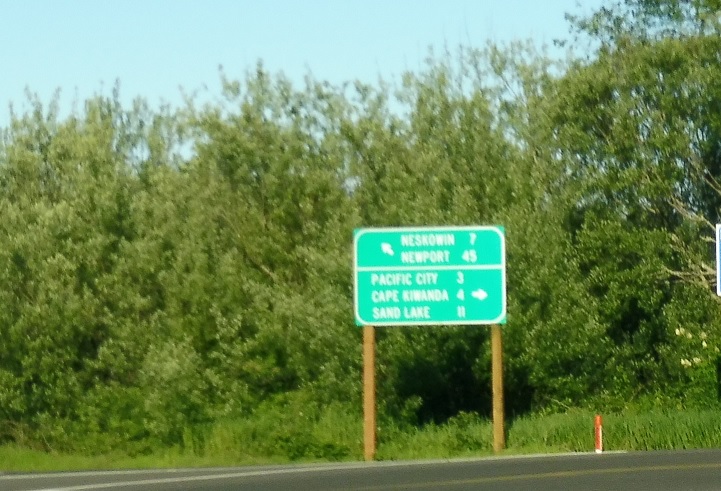 NESKOWIN 7
NEWPORT 45
PACIFIC CITY 3
CAPE KIWANDA 4
SAND LAKE 11